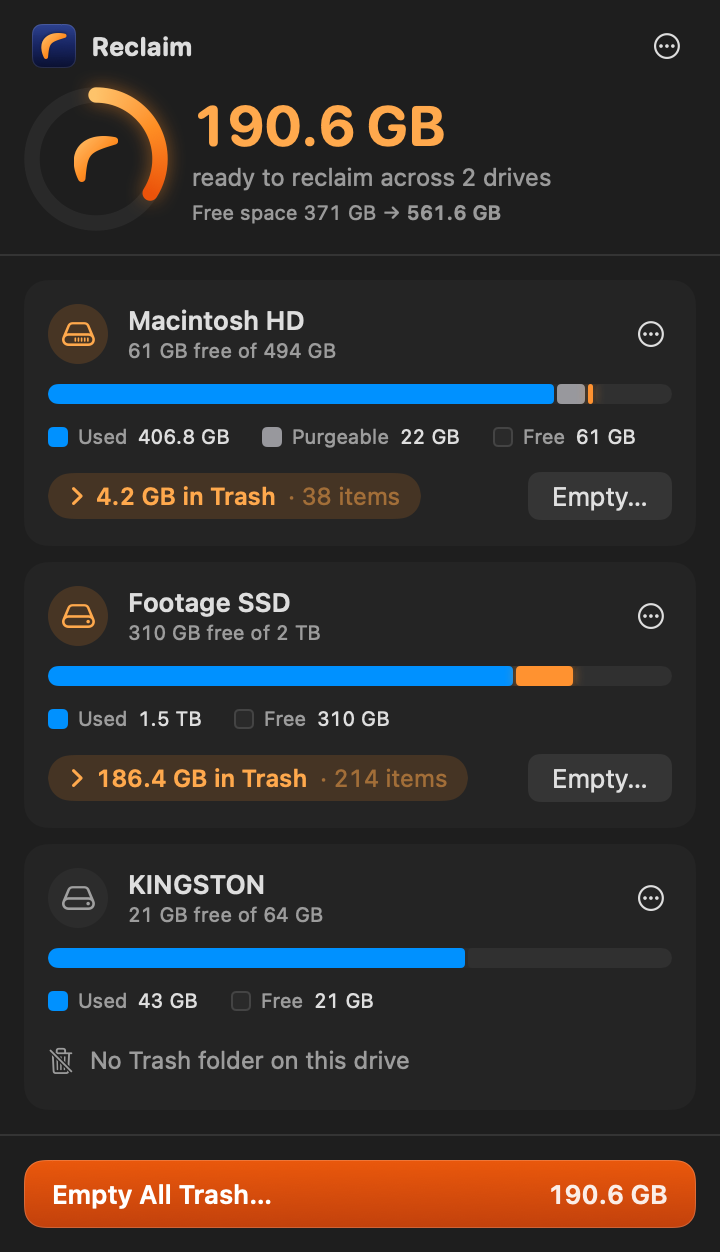 Reclaim
190.6 GB
ready to reclaim across 2 drives
Free space 371 GB → 561.6 GB
Macintosh HD
61 GB free of 494 GB
Used 406.8 GB Purgeable 22 GB Free 61 GB
4.2 GB in Trash · 38 items Empty...
Footage SSD
310 GB free of 2 TB
Used 1.5 TB Free 310 GB
186.4 GB in Trash · 214 items Empty...
KINGSTON
21 GB free of 64 GB
Used 43 GB Free 21 GB
No Trash folder on this drive
Empty All Trash... 190.6 GB